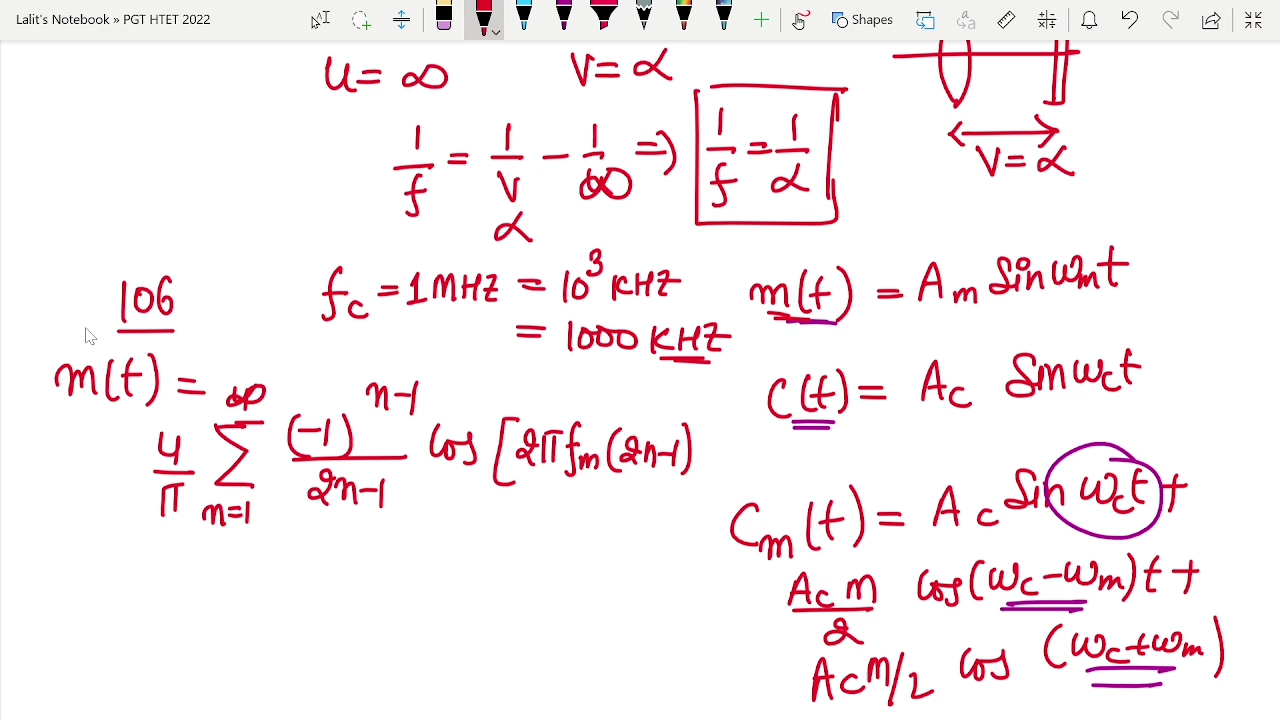 Lalit's Notebook » PGT HTET 2022
Shapes
u = ∞ v = α
1/f = 1/v - 1/∞ ⇒ 1/f = 1/α
α
v = α
106
fc = 1 MHZ = 10³ KHZ
= 1000 KHZ
m(t) = Am sin ωmt
c(t) = Ac sin ωct
m(t) =
4/π ∑ n=1 ∞ (-1)^n-1 / 2n-1 cos [2πfm(2n-1)
Cm(t) = Ac sin ωct +
Ac m/2 cos(ωc-ωm)t +
Acm/2 cos (ωc+ωm)